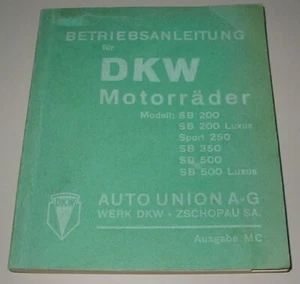 BETRIEBSANLEITUNG
für
DKW
Motorräder
Modell: SB 200
SB 200 Luxus
Sport 250
SB 350
SB 500
SB 500 Luxus
DKW
AUTO UNION A-G
WERK DKW · ZSCHOPAU SA.
Ausgabe MC